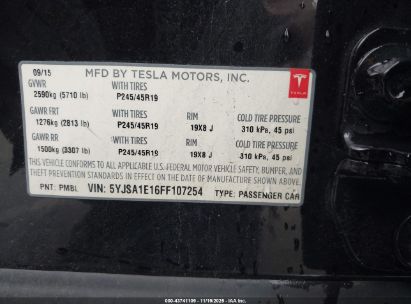 09/15 MFD BY TESLA MOTORS, INC.
GVWR WITH TIRES
2590kg (5710 lb) P245/45R19
TESLA
GAWR FRT WITH TIRES RIM COLD TIRE PRESSURE
1276kg (2813 lb) P245/45R19 19X8 J 310 kPa, 45 psi
GAWR RR WITH TIRES RIM COLD TIRE PRESSURE
1500kg (3307 lb) P245/45R19 19X8 J 310 kPa, 45 psi
THIS VEHICLE CONFORMS TO ALL APPLICABLE U.S. FEDERAL MOTOR VEHICLE SAFETY, BUMPER, AND
THEFT PREVENTION STANDARDS IN EFFECT ON THE DATE OF MANUFACTURE SHOWN ABOVE.
PNT: PMBL VIN: 5YJSA1E16FF107254 TYPE: PASSENGER CAR